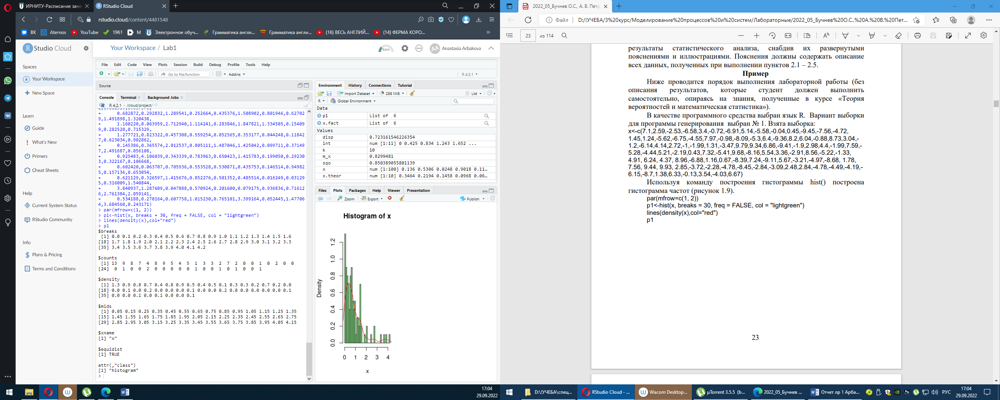 ИРНИТУ-Расписание заня
RStudio Cloud
rstudio.cloud/content/4481548
ВК
Aternos
YouTube
1961
М
Электронное обуч...
Грамматика англи...
Грамматика англи...
(16) ВЕСЬ АНГЛИЙ...
(14) ФЕРМА КОРО...
R Studio Cloud
Your Workspace / Lab1
RAM
AA
Anastasia Arbakova
Spaces
Your Workspace
New Space
Learn
Guide
What's New
Primers
Cheat Sheets
Help
Current System Status
RStudio Community
Info
Plans & Pricing
Terms and Conditions
File Edit Code View Plots Session Build Debug Profile Tools Help
Go to file/function
Addins
R 4.2.1
Source
Console Terminal Background Jobs
R 4.2.1 · /cloud/project/
+ 0.682872,0.292832,1.289541,0.252664,0.435376,1.508902,0.801946,0.62702
9,1.491898,1.320438,
+ 1.160220,0.063959,2.712940,1.114241,0.283846,1.847821,1.334505,0.15409
9,0.282520,0.715329,
+ 1.277721,0.823322,0.457308,0.559254,0.052565,0.353177,0.044248,0.11842
7,0.623034,0.902862,
+ 0.145386,0.365574,2.012537,0.805111,1.487046,1.425042,0.099711,0.37149
7,2.491687,0.056108,
+ 0.925483,4.106039,0.343339,0.783963,0.650423,1.415783,0.199050,0.29230
3,0.322167,0.106668,
+ 0.602420,0.063707,0.705936,0.553528,0.530871,0.435753,0.146514,0.94982
5,0.157136,0.653054,
+ 0.621129,0.326597,1.415676,0.852276,0.501352,0.485514,0.016249,0.03129
5,0.316009,1.540844,
+ 3.840937,1.287609,0.047888,0.570924,0.201600,0.079175,0.936836,0.71612
6,2.761384,2.059141,
+ 0.534188,0.270164,0.607758,1.015230,0.765101,3.399164,0.052445,1.47706
4,3.684560,0.243171)
> par(mfrow=c(1, 2))
> p1<-hist(x, breaks = 30, freq = FALSE, col = "lightgreen")
> lines(density(x),col="red")
> p1
$breaks
[1] 0.0 0.1 0.2 0.3 0.4 0.5 0.6 0.7 0.8 0.9 1.0 1.1 1.2 1.3 1.4 1.5 1.6
[18] 1.7 1.8 1.9 2.0 2.1 2.2 2.3 2.4 2.5 2.6 2.7 2.8 2.9 3.0 3.1 3.2 3.3
[35] 3.4 3.5 3.6 3.7 3.8 3.9 4.0 4.1 4.2
$counts
[1] 13 9 8 7 4 8 9 5 4 5 1 3 3 2 7 2 0 0 1 0 2 0 0
[24] 0 1 0 0 2 0 0 0 0 0 1 0 0 1 0 1 0 0 1
$density
[1] 1.3 0.9 0.8 0.7 0.4 0.8 0.9 0.5 0.4 0.5 0.1 0.3 0.3 0.2 0.7 0.2 0.0
[18] 0.0 0.1 0.0 0.2 0.0 0.0 0.0 0.1 0.0 0.0 0.2 0.0 0.0 0.0 0.0 0.0 0.1
[35] 0.0 0.0 0.1 0.0 0.1 0.0 0.0 0.1
$mids
[1] 0.05 0.15 0.25 0.35 0.45 0.55 0.65 0.75 0.85 0.95 1.05 1.15 1.25 1.35
[15] 1.45 1.55 1.65 1.75 1.85 1.95 2.05 2.15 2.25 2.35 2.45 2.55 2.65 2.75
[29] 2.85 2.95 3.05 3.15 3.25 3.35 3.45 3.55 3.65 3.75 3.85 3.95 4.05 4.15
$xname
[1] "x"
$equidist
[1] TRUE
attr(,"class")
[1] "histogram"
>
Environment History Connections Tutorial
Import Dataset 288 MiB List
R Global Environment
Data
p1 List of 6
x.fact List of 6
Values
disp 0.723161546226354
int num [1:11] 0 0.425 0.834 1.243 1.652 ...
k 10
m_x 0.8299481
sqo 0.850389055801139
x num [1:100] 0.136 0.5306 0.0248 0.9018 0.11…
x.theor num [1:10] 0.3464 0.2194 0.1458 0.0968 0.06…
Files Plots Packages Help Viewer Presentation
Zoom Export Publish
Histogram of x
Density
0.0 0.2 0.4 0.6 0.8 1.0 1.2
0 1 2 3 4
x
17:04
29.09.2022
2022_05_Бучнев О.С., А. В. Петр
Файл
D:/!УЧЕБА/3%20курс/Моделирование%20процессов%20и%20систем/Лабораторные/2022_05_Бучнев%20О.С.,%20А.%20В.%20Пет...
23 из 114
результаты статистического анализа, снабдив их развернутыми
пояснениями и иллюстрациями. Пояснения должны содержать описание
всех данных, полученных при выполнении пунктов 2.1 – 2.5.
Пример
Ниже проводится порядок выполнения лабораторной работы (без
описания результатов, которые студент должен выполнить
самостоятельно, опираясь на знания, полученные в курсе «Теория
вероятностей и математическая статистика»).
В качестве программного средства выбран язык R. Вариант выборки
для программы генерирования выбран № 1. Взята выборка:
x<-c(7.1,2.59,-2.53,-6.58,3.4,-0.72,-6.91,5.14,-5.58,-0.04,0.45,-9.45,-7.56,-4.72,
1.45,1.24,-5.62,-6.75,-4.55,7.97,-0.98,-8.09,-5.3,6.4,-9.36,8.2,6.04,-0.88,8.73,3.04,-
1.2,-6.14,4.14,2.72,-1,-1.99,1.31,-3.47,9.79,9.34,6.86,-9.41,-1.9,2.98,4.4,-1.99,7.59,-
5.28,-4.44,5.21,-2.19,0.43,7.32,-5.41,9.68,-8.16,5.54,3.36,-2.91,8.56,-5.22,-1.33,
4.91, 6.24, 4.37, 8.96,-6.88,1.16,0.67,-8.39,7.24,-9.11,5.67,-3.21,-4.97,-8.68, 1.78,
7.56, 9.44, 9.93, 2.85,-3.72,-2.28,-4.78,-8.45,-2.84,-3.09,2.48,2.84,-4.78,-4.49,-4.19,-
6.15,-8.7,1.38,6.33,-0.13,3.54,-4.03,6.67)
Используя команду построения гистограммы hist() построена
гистограмма частот (рисунок 1.9).
par(mfrow=c(1, 2))
p1<-hist(x, breaks = 30, freq = FALSE, col = "lightgreen")
lines(density(x),col="red")
p1
23
D:\!УЧЕБА\спец...
RStudio Cloud - ...
Wacom Desktop...
µTorrent 3.5.5 (b...
2022_05_Бучнев ...
Отчет лр 1 Арба...
РУС
17:04
29.09.2022